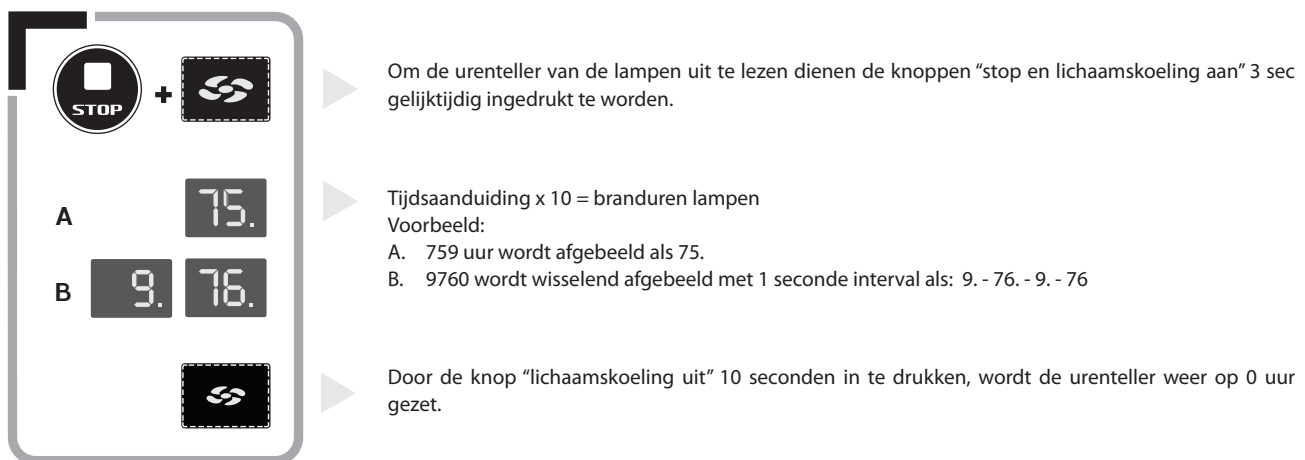 STOP
+
Om de urenteller van de lampen uit te lezen dienen de knoppen “stop en lichaamskoeling aan” 3 sec
gelijktijdig ingedrukt te worden.
A
75.
Tijdsaanduiding x 10 = branduren lampen
Voorbeeld:
A. 759 uur wordt afgebeeld als 75.
B. 9760 wordt wisselend afgebeeld met 1 seconde interval als: 9. - 76. - 9. - 76
B
9.
76.
Door de knop “lichaamskoeling uit” 10 seconden in te drukken, wordt de urenteller weer op 0 uur
gezet.